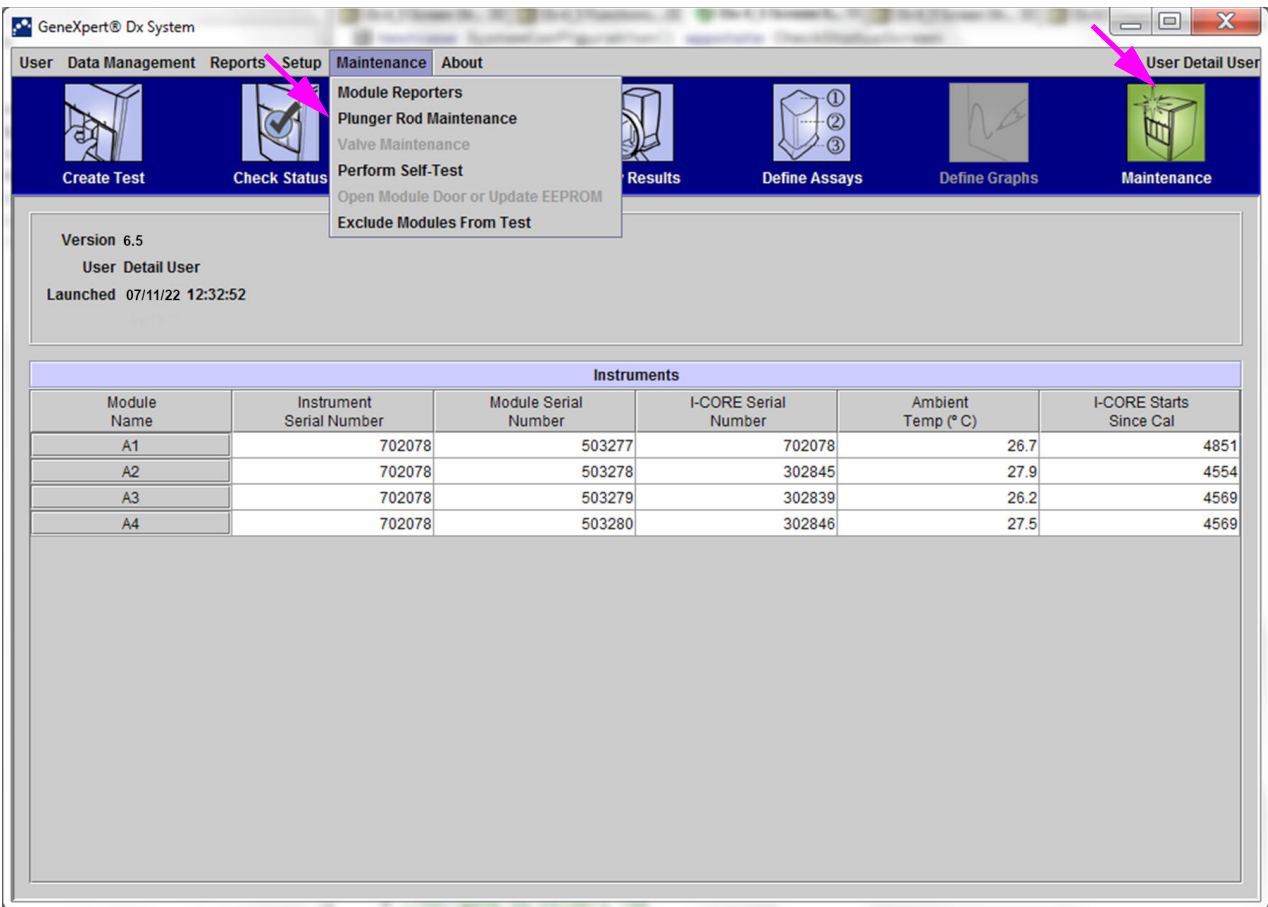 GeneXpert® Dx System
User Data Management Reports Setup Maintenance About User Detail User
Module Reporters
Plunger Rod Maintenance
Valve Maintenance
Perform Self-Test
Open Module Door or Update EEPROM
Exclude Modules From Test
Create Test Check Status Results Define Assays Define Graphs Maintenance
1
2
3
Version 6.5
User Detail User
Launched 07/11/22 12:32:52
Instruments
Module Name Instrument Serial Number Module Serial Number I-CORE Serial Number Ambient Temp (° C) I-CORE Starts Since Cal
A1 702078 503277 702078 26.7 4851
A2 702078 503278 302845 27.9 4554
A3 702078 503279 302839 26.2 4569
A4 702078 503280 302846 27.5 4569